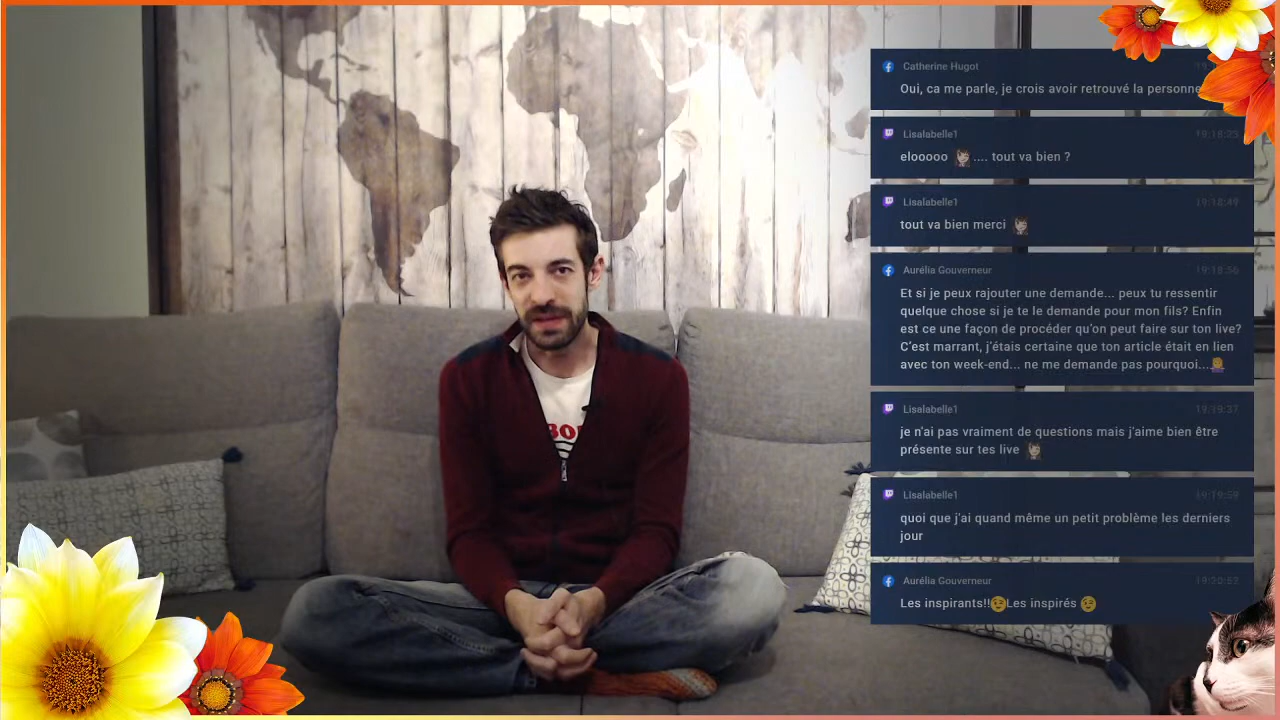 Catherine Hugot
Oui, ca me parle, je crois avoir retrouvé la personne
Lisalabelle1 19:18:23
elooooo .... tout va bien ?
Lisalabelle1 19:18:49
tout va bien merci
Aurélia Gouverneur 19:18:56
Et si je peux rajouter une demande... peux tu ressentir
quelque chose si je te le demande pour mon fils? Enfin
est ce une façon de procéder qu'on peut faire sur ton live?
C'est marrant, j'étais certaine que ton article était en lien
avec ton week-end... ne me demande pas pourquoi...
Lisalabelle1 19:19:37
je n'ai pas vraiment de questions mais j'aime bien être
présente sur tes live
Lisalabelle1 19:19:59
quoi que j'ai quand même un petit problème les derniers
jour
Aurélia Gouverneur 19:20:53
Les inspirants!!😉Les inspirés 😉